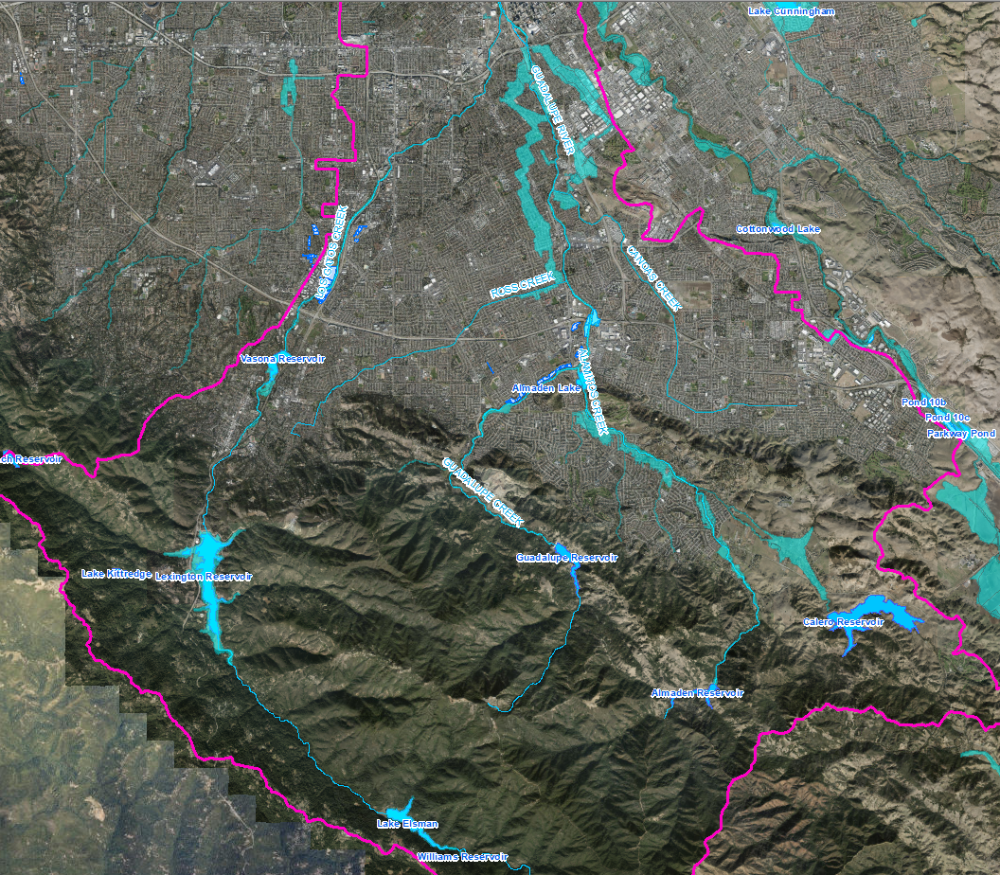 Lake Cunningham
GUADALUPE RIVER
LOS GATOS CREEK
Cottonwood Lake
CANOAS CREEK
ROSS CREEK
Vasona Reservoir
ALAMITOS CREEK
Almaden Lake
Pond 10b
Pond 10c
Parkway Pond
ch Reservoir
GUADALUPE CREEK
Guadalupe Reservoir
Lake Kittredge
Lexington Reservoir
Calero Reservoir
Almaden Reservoir
Lake Elsman
Williams Reservoir